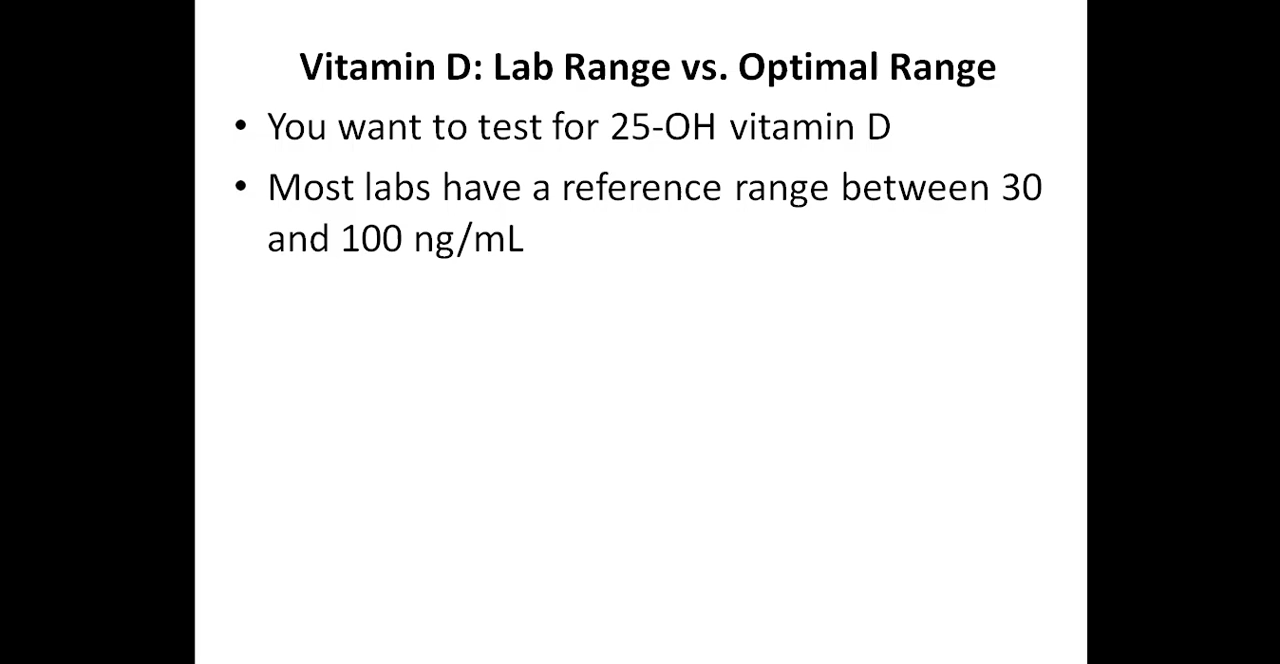 Vitamin D: Lab Range vs. Optimal Range
• You want to test for 25-OH vitamin D
• Most labs have a reference range between 30
and 100 ng/mL